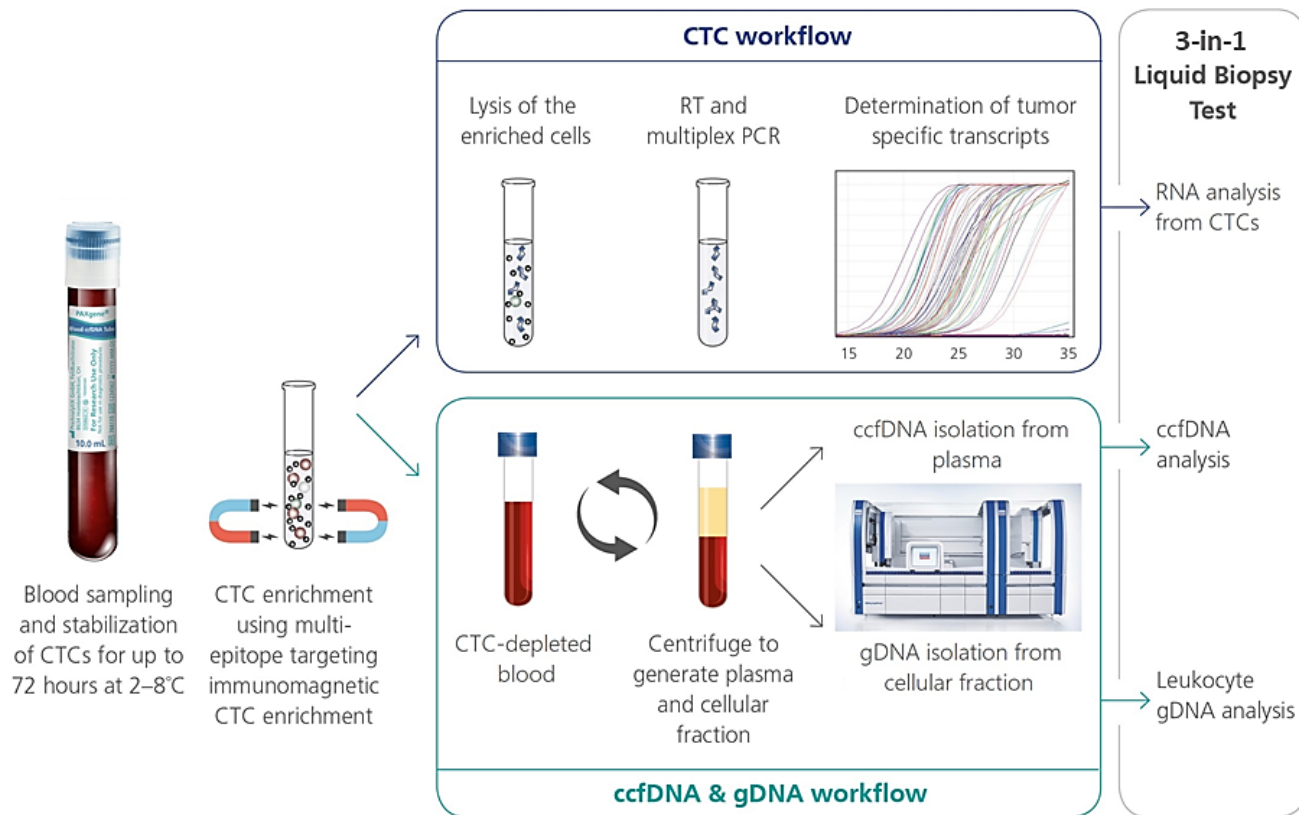 CTC workflow
Lysis of the
enriched cells
RT and
multiplex PCR
Determination of tumor
specific transcripts
15 20 25 30 35
3-in-1
Liquid Biopsy
Test
RNA analysis
from CTCs
ccfDNA
analysis
Leukocyte
gDNA analysis
PAXgene®
Blood ccfDNA Tube
For Research Use Only
10.0 mL
Blood sampling
and stabilization
of CTCs for up to
72 hours at 2–8°C
CTC enrichment
using multi-
epitope targeting
immunomagnetic
CTC enrichment
CTC-depleted
blood
Centrifuge to
generate plasma
and cellular
fraction
ccfDNA isolation from
plasma
gDNA isolation from
cellular fraction
ccfDNA & gDNA workflow